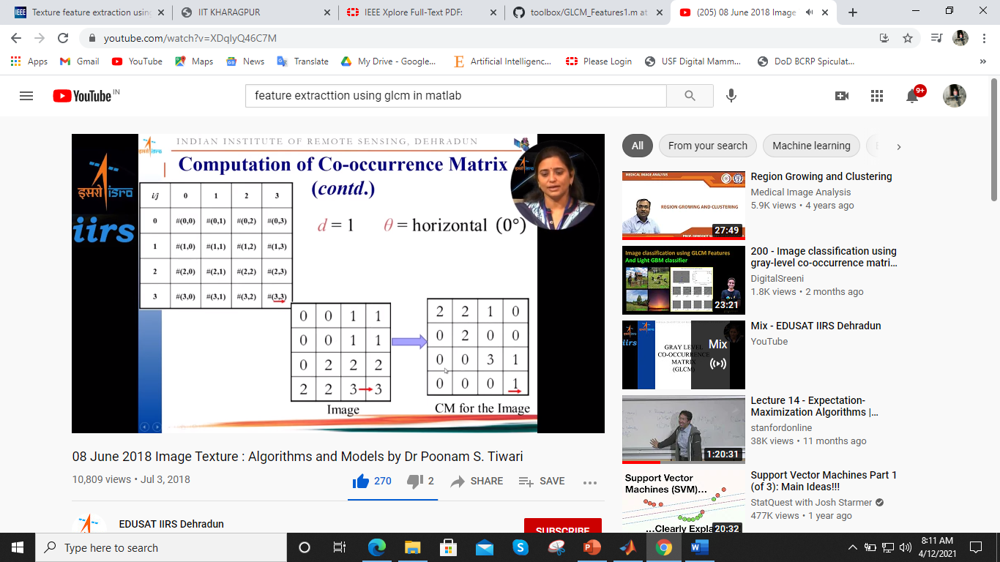 Texture feature extraction using
IIT KHARAGPUR
IEEE Xplore Full-Text PDF:
toolbox/GLCM_Features1.m at
(205) 08 June 2018 Image
youtube.com/watch?v=XDqlyQ46C7M
Apps
Gmail
YouTube
Maps
News
Translate
My Drive - Google...
Artificial Intelligenc...
Please Login
USF Digital Mamm...
DoD BCRP Spiculat...
YouTube IN
feature extracttion using glcm in matlab
9+
INDIAN INSTITUTE OF REMOTE SENSING, DEHRADUN
Computation of Co-occurrence Matrix
(contd.)
इसरो isro
iirs
d = 1 θ = horizontal (0°)
i/j 0 1 2 3
0 #(0,0) #(0,1) #(0,2) #(0,3)
1 #(1,0) #(1,1) #(1,2) #(1,3)
2 #(2,0) #(2,1) #(2,2) #(2,3)
3 #(3,0) #(3,1) #(3,2) #(3,3)
0 0 1 1
0 0 1 1
0 2 2 2
2 2 3 3
Image
2 2 1 0
0 2 0 0
0 0 3 1
0 0 0 1
CM for the Image
08 June 2018 Image Texture : Algorithms and Models by Dr Poonam S. Tiwari
10,809 views • Jul 3, 2018
270
2
SHARE
SAVE
EDUSAT IIRS Dehradun
SUBSCRIBE
All
From your search
Machine learning
MEDICAL IMAGE ANALYSIS
REGION GROWING AND CLUSTERING
27:49
Region Growing and Clustering
Medical Image Analysis
5.9K views • 4 years ago
Image classification using GLCM Features
And Light GBM classifier
23:21
200 - Image classification using
gray-level co-occurrence matri...
DigitalSreeni
1.8K views • 2 months ago
iirs
GRAY LEVEL
CO-OCCURRENCE
MATRIX
(GLCM)
Mix
Mix - EDUSAT IIRS Dehradun
YouTube
1:20:31
Lecture 14 - Expectation-
Maximization Algorithms |...
stanfordonline
38K views • 11 months ago
Support Vector
Machines (SVM)...
...Clearly Expla
20:32
Support Vector Machines Part 1
(of 3): Main Ideas!!!
StatQuest with Josh Starmer
477K views • 1 year ago
Type here to search
8:11 AM
4/12/2021